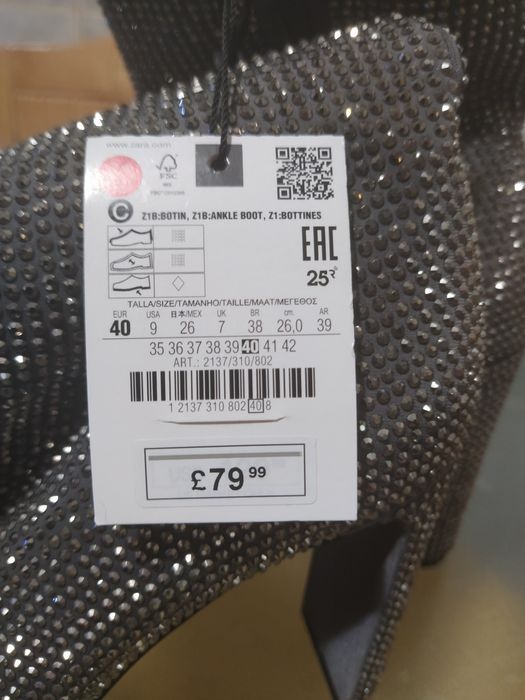 www.zara.com
FSC
C Z1B:BOTIN, Z1B:ANKLE BOOT, Z1:BOTTINES
EAC
25
TALLA/SIZE/TAMANHO/TAILLE/MAAT/ΜΕΓΕΘΟΣ
EUR USA 日本/MEX UK BR cm. AR
40 9 26 7 38 26,0 39
35 36 37 38 39 40 41 42
ART.: 2137/310/802
1 2137 310 802 40 8
£79 99